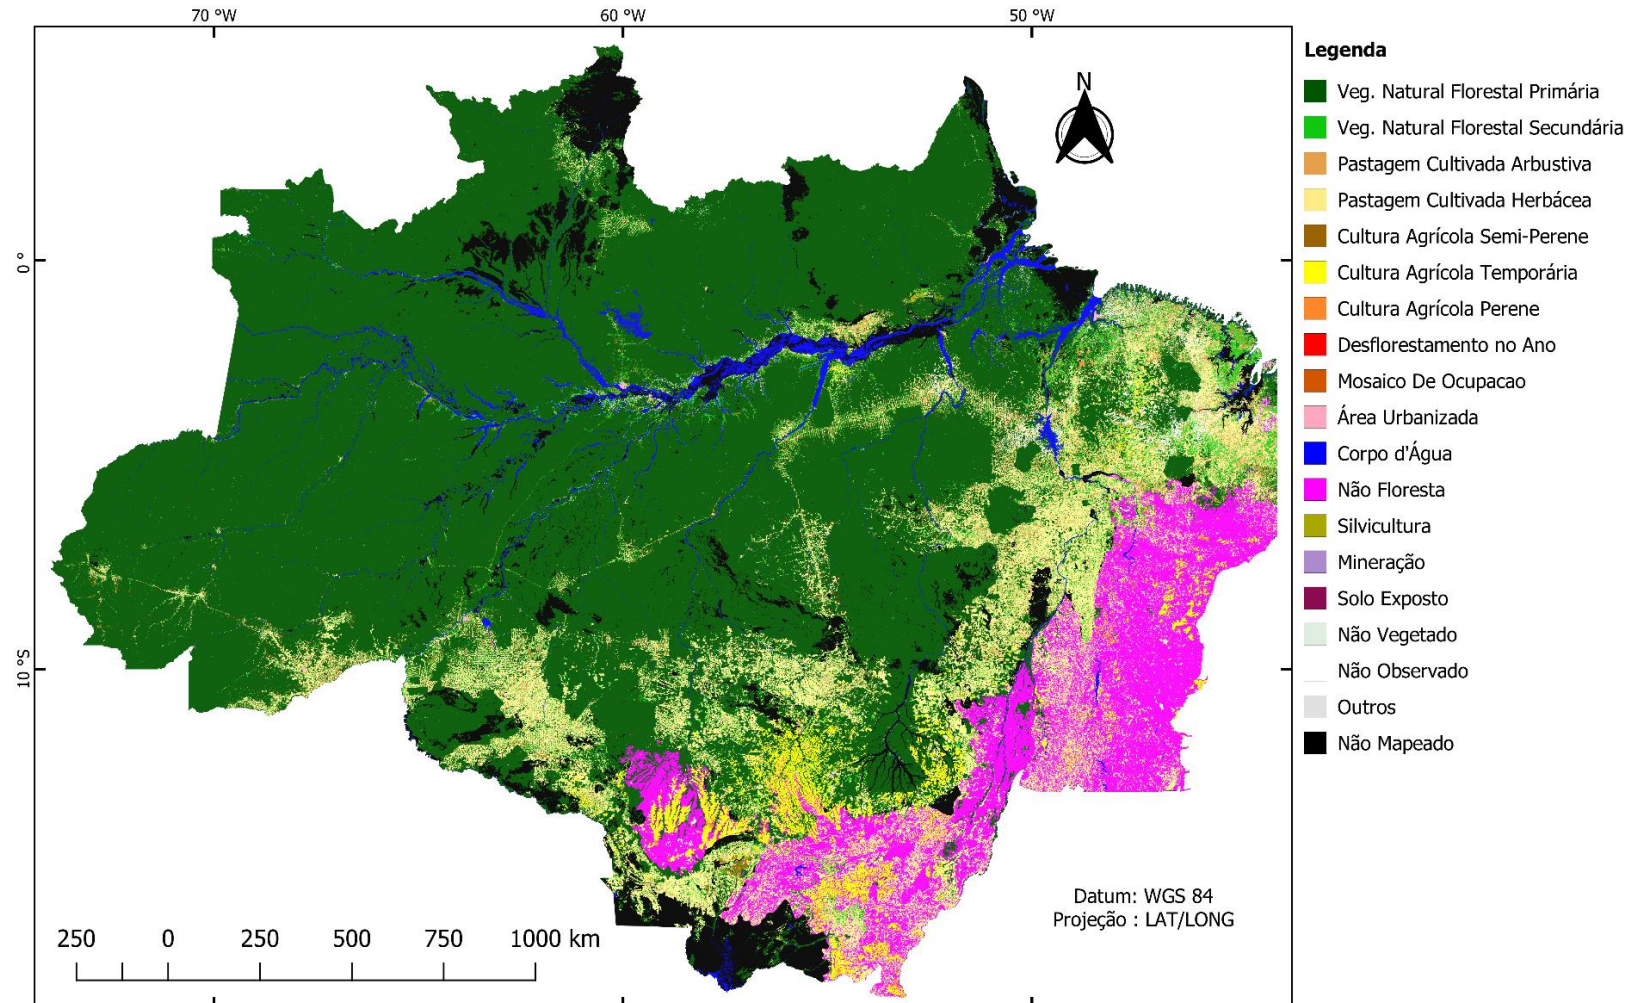 70 °W
60 °W
50 °W
N
0 °
10 °S
Legenda
Veg. Natural Florestal Primária
Veg. Natural Florestal Secundária
Pastagem Cultivada Arbustiva
Pastagem Cultivada Herbácea
Cultura Agrícola Semi-Perene
Cultura Agrícola Temporária
Cultura Agrícola Perene
Desflorestamento no Ano
Mosaico De Ocupacao
Área Urbanizada
Corpo d'Água
Não Floresta
Silvicultura
Mineração
Solo Exposto
Não Vegetado
Não Observado
Outros
Não Mapeado
Datum: WGS 84
Projeção : LAT/LONG
250 0 250 500 750 1000 km